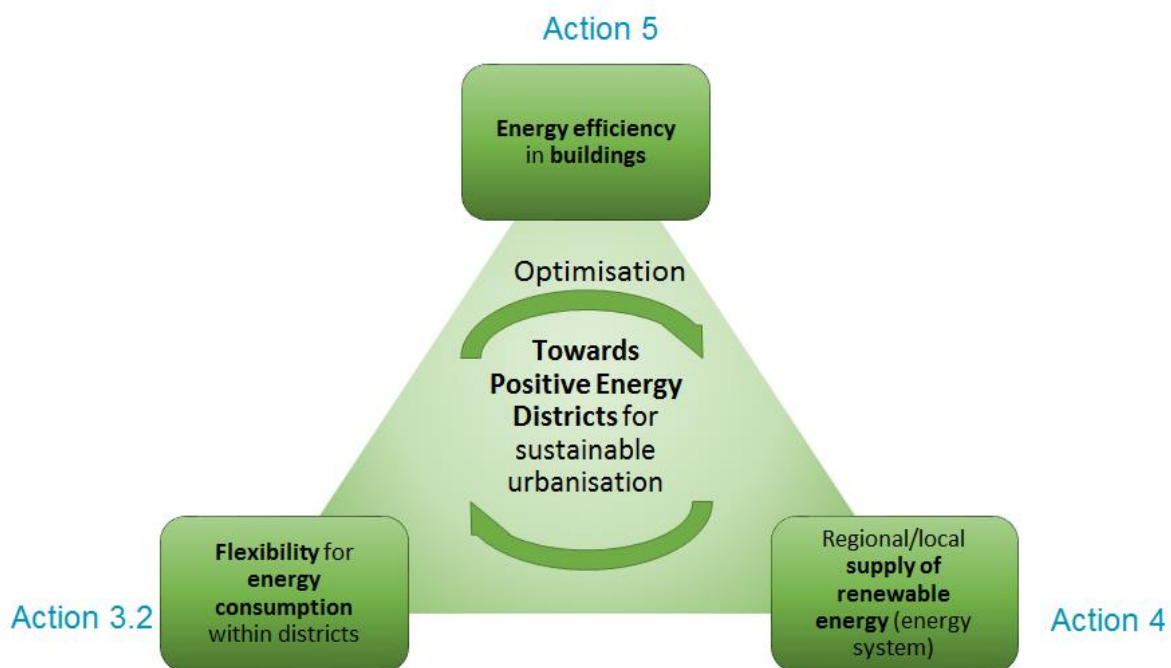 Action 5
Energy efficiency
in buildings
Optimisation
Towards
Positive Energy
Districts for
sustainable
urbanisation
Flexibility for
energy
consumption
within districts
Action 3.2
Regional/local
supply of
renewable
energy (energy
system)
Action 4